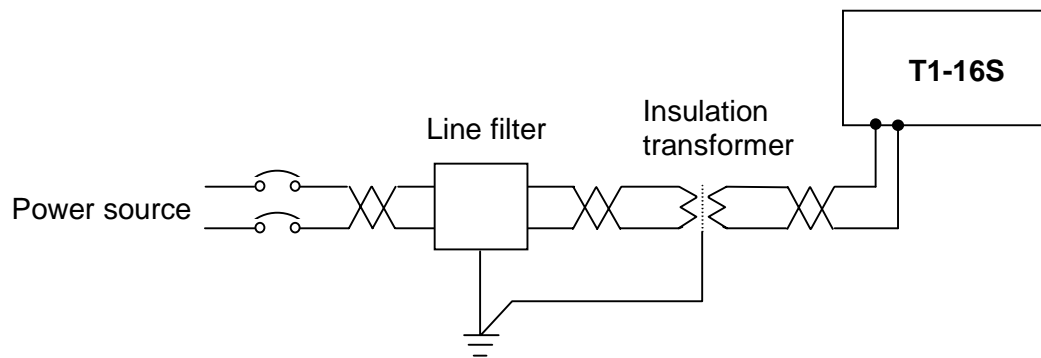 T1-16S
Insulation
transformer
Line filter
Power source